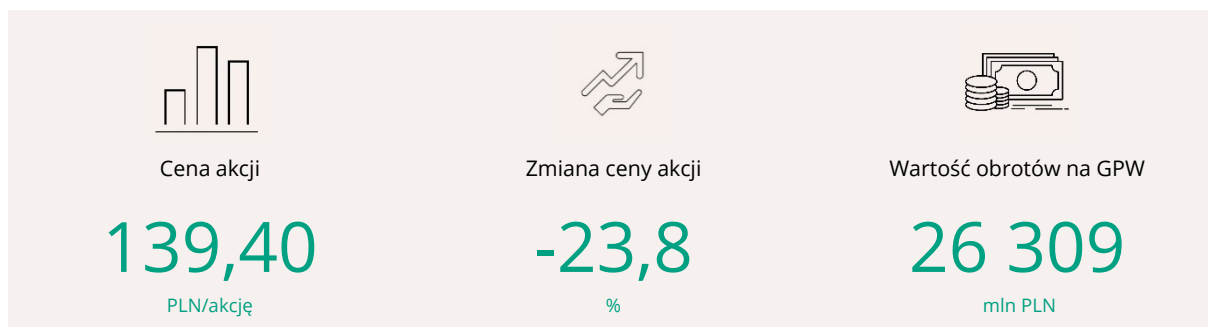 Cena akcji
Zmiana ceny akcji
Wartość obrotów na GPW
139,40
-23,8
26 309
PLN/akcję
%
mln PLN